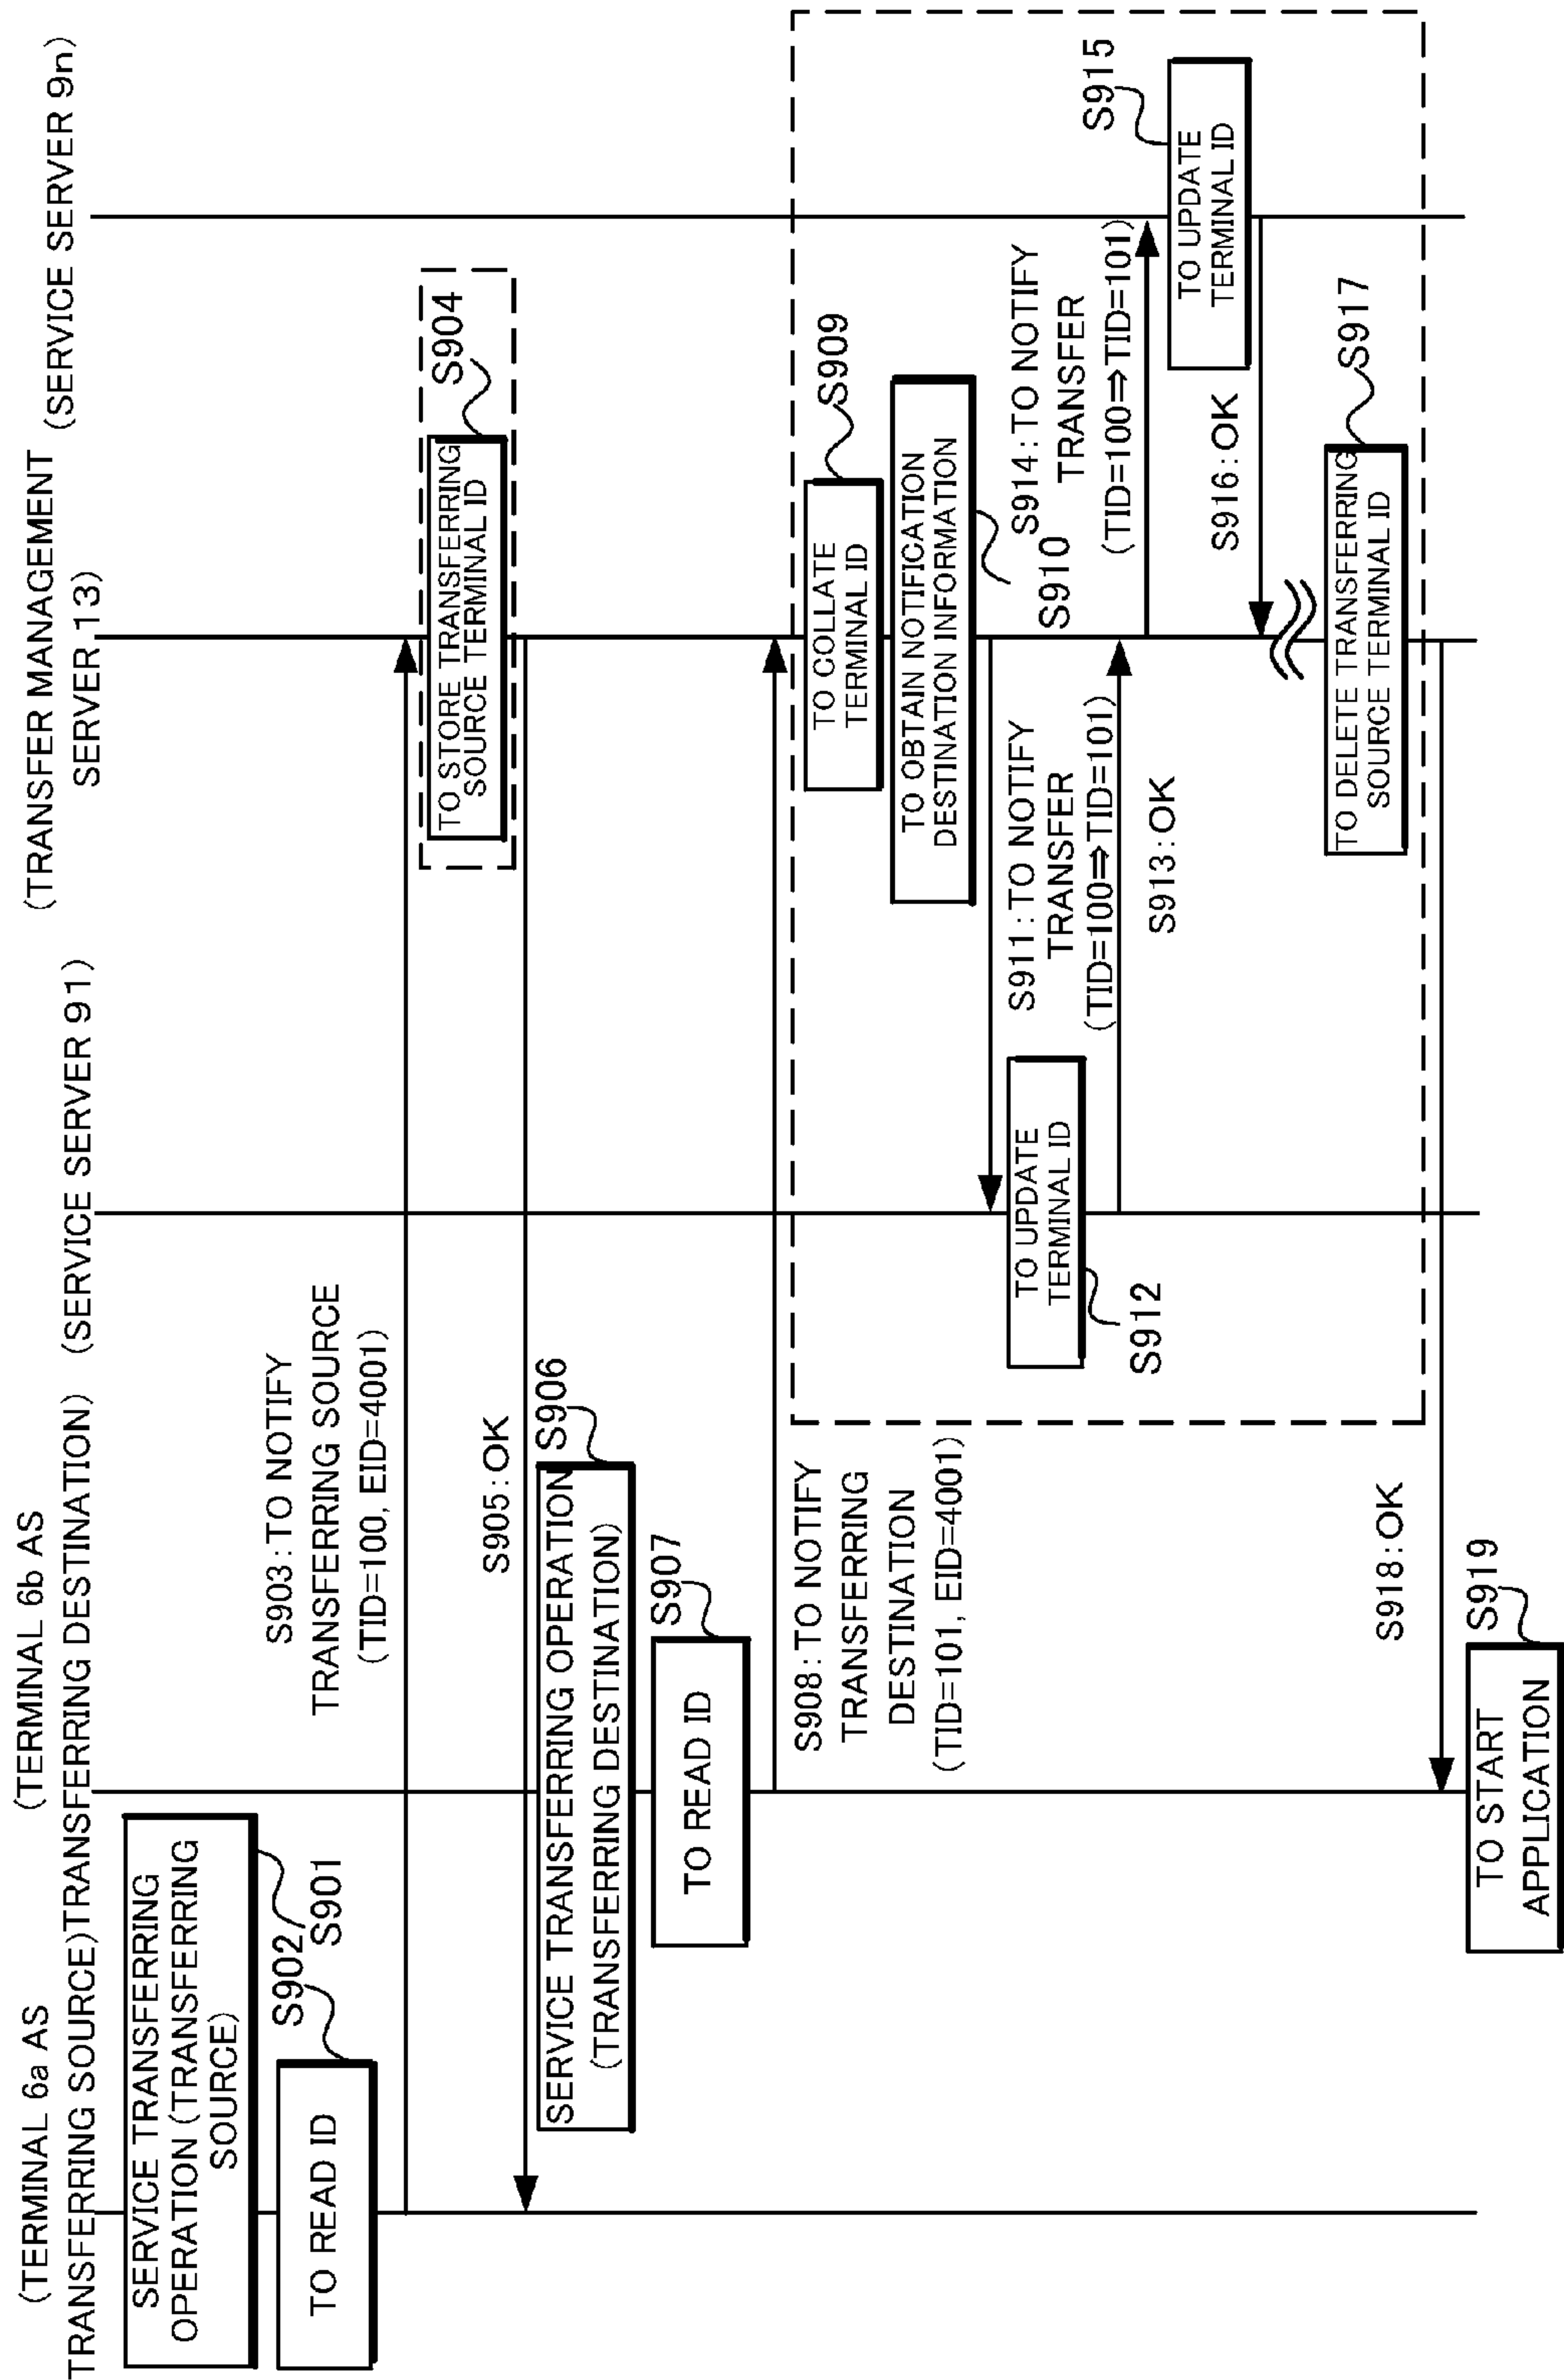 (TERMINAL 6a AS
TRANSFERRING SOURCE)
(TERMINAL 6b AS
TRANSFERRING DESTINATION)
(SERVICE SERVER 91)
(TRANSFER MANAGEMENT
SERVER 13)
(SERVICE SERVER 9n)
SERVICE TRANSFERRING
OPERATION (TRANSFERRING
SOURCE)
S901
S902
TO READ ID
S903:TO NOTIFY
TRANSFERRING SOURCE
(TID=100, EID=4001)
TO STORE TRANSFERRING
SOURCE TERMINAL ID
S904
S905:OK
SERVICE TRANSFERRING OPERATION
(TRANSFERRING DESTINATION)
S906
TO READ ID
S907
S908:TO NOTIFY
TRANSFERRING
DESTINATION
(TID=101, EID=4001)
TO COLLATE
TERMINAL ID
S909
TO OBTAIN NOTIFICATION
DESTINATION INFORMATION
S910
S911:TO NOTIFY
TRANSFER
(TID=100⇒TID=101)
TO UPDATE
TERMINAL ID
S912
S913:OK
S914:TO NOTIFY
TRANSFER
(TID=100⇒TID=101)
TO UPDATE
TERMINAL ID
S915
S916:OK
TO DELETE TRANSFERRING
SOURCE TERMINAL ID
S917
S918:OK
TO START
APPLICATION
S919